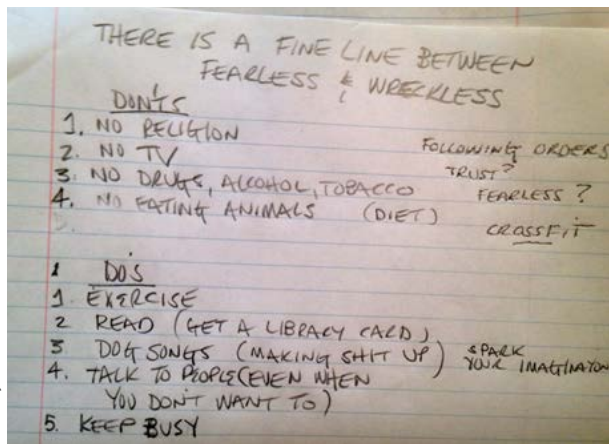 THERE IS A FINE LINE BETWEEN
FEARLESS & WRECKLESS
DON'TS
1. NO RELIGION
2. NO TV
3. NO DRUGS, ALCOHOL, TOBACCO
4. NO EATING ANIMALS (DIET)
FOLLOWING ORDERS
TRUST?
FEARLESS?
CROSSFIT
DO'S
1. EXERCISE
2 READ (GET A LIBRARY CARD)
3 DOG SONGS (MAKING SHIT UP) SPARK
YOUR IMAGINATON
4. TALK TO PEOPLE (EVEN WHEN
YOU DON'T WANT TO)
5. KEEP BUSY